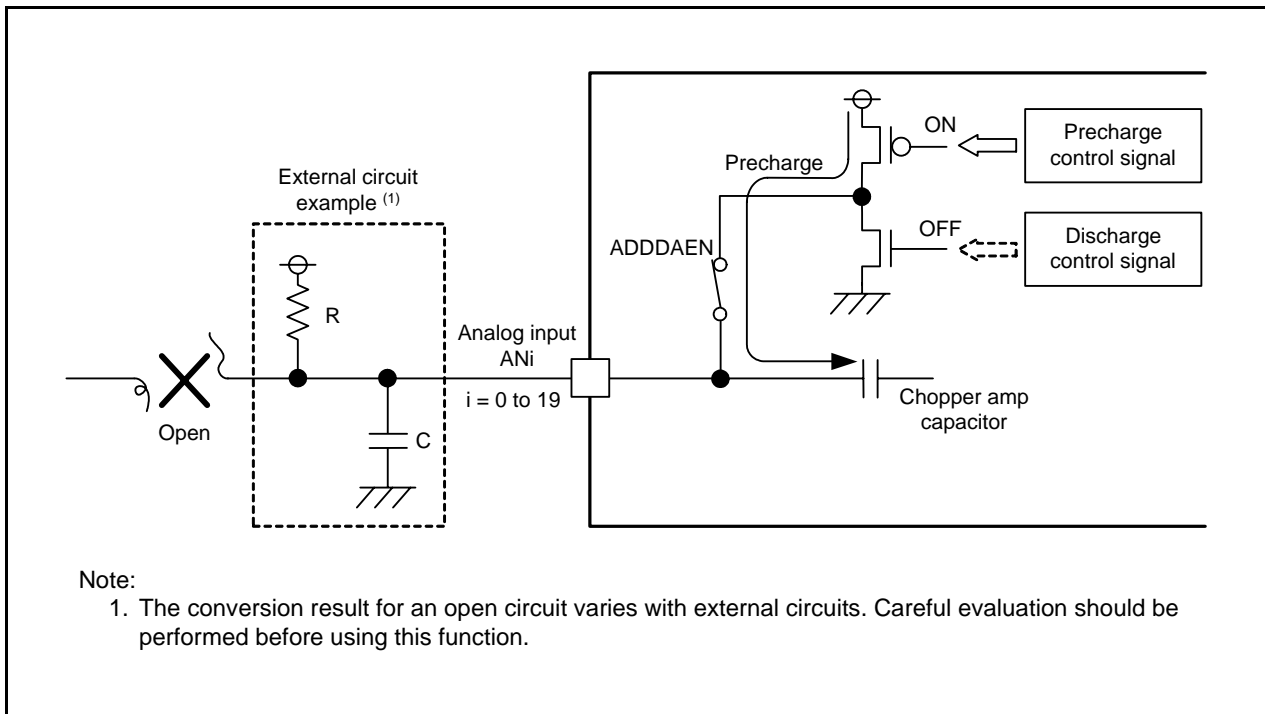 ON
Precharge
control signal
Precharge
External circuit
example (1)
OFF
Discharge
control signal
ADDDAEN
R
Analog input
ANi
i = 0 to 19
Chopper amp
capacitor
Open
C
Note:
1. The conversion result for an open circuit varies with external circuits. Careful evaluation should be
performed before using this function.